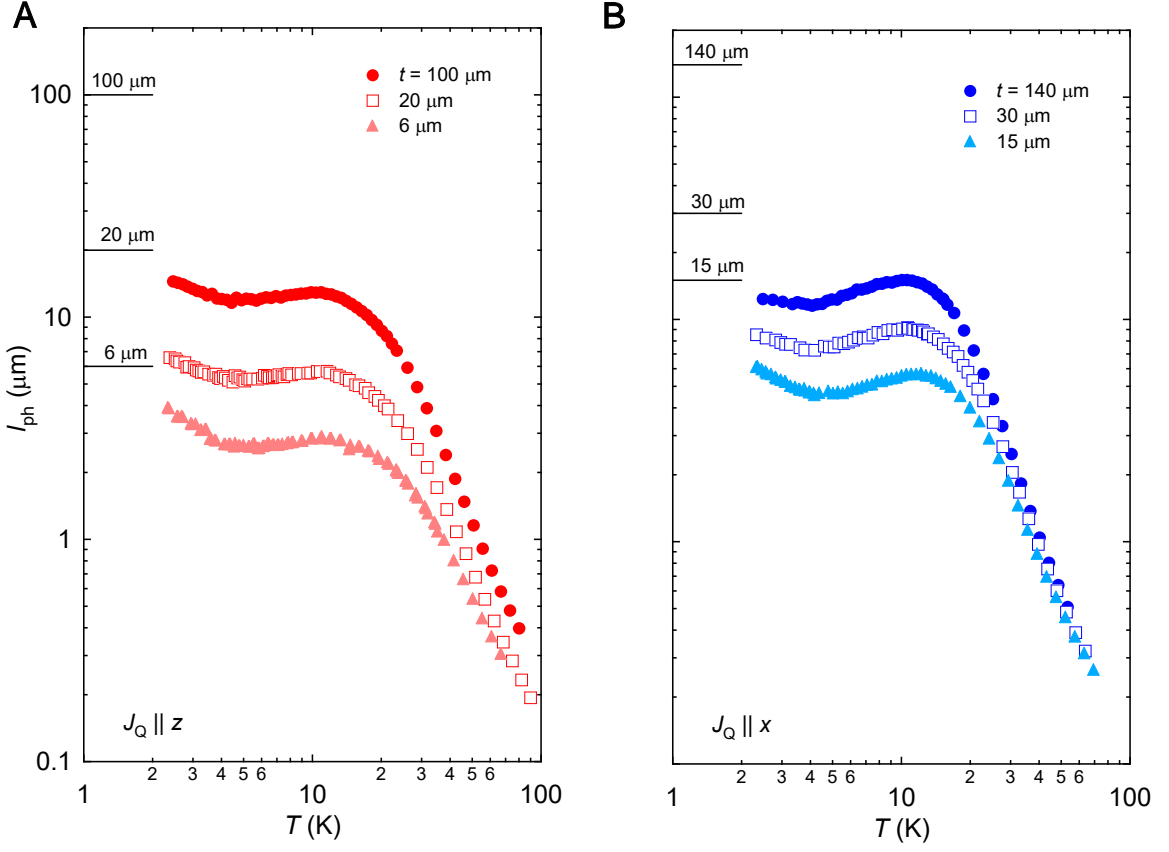 A
B
100 μm
20 μm
6 μm
t = 100 μm
20 μm
6 μm
100
10
1
0.1
l_ph (μm)
J_Q || z
2 3 4 5 6 2 3 4 5 6
1 10 100
T (K)
140 μm
30 μm
15 μm
t = 140 μm
30 μm
15 μm
J_Q || x
2 3 4 5 6 2 3 4 5 6
1 10 100
T (K)